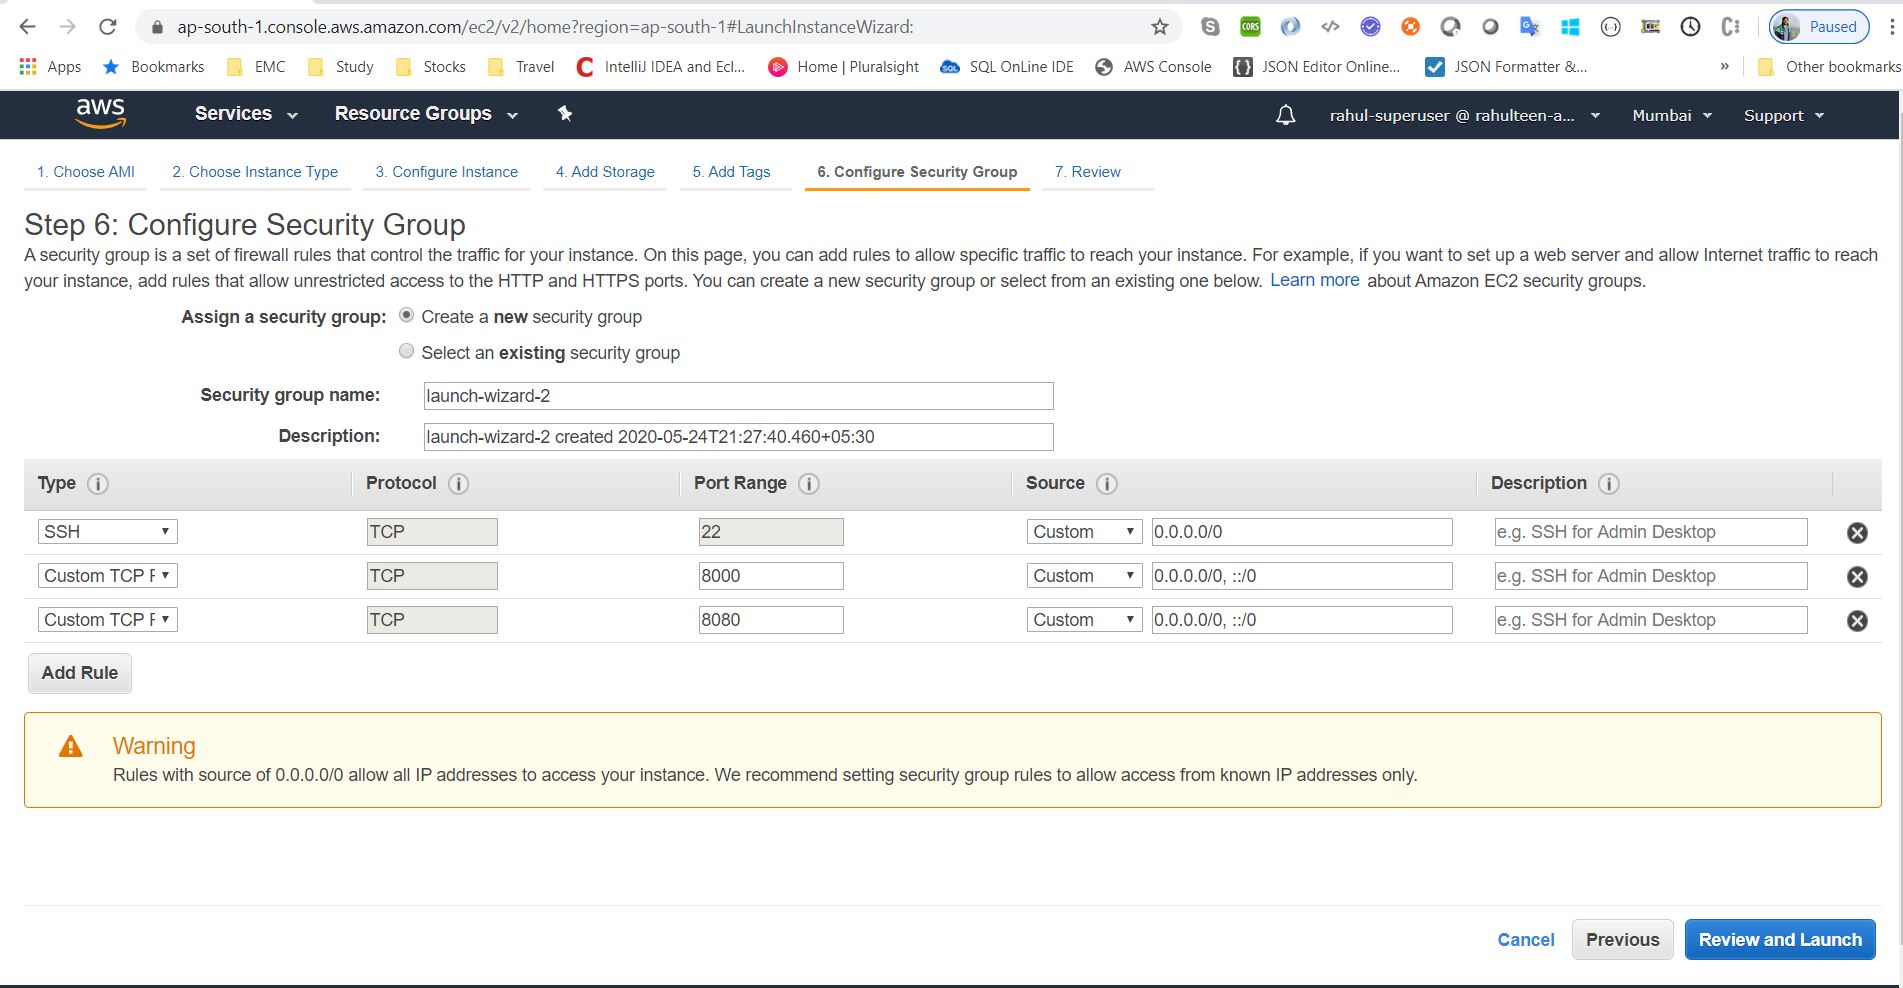 ap-south-1.console.aws.amazon.com/ec2/v2/home?region=ap-south-1#LaunchInstanceWizard:
CORS
Paused
Apps Bookmarks EMC Study Stocks Travel IntelliJ IDEA and Ecl... Home | Pluralsight SQL OnLine IDE AWS Console JSON Editor Online... JSON Formatter &... » Other bookmarks
aws Services Resource Groups rahul-superuser @ rahulteen-a... Mumbai Support
1. Choose AMI 2. Choose Instance Type 3. Configure Instance 4. Add Storage 5. Add Tags 6. Configure Security Group 7. Review
Step 6: Configure Security Group
A security group is a set of firewall rules that control the traffic for your instance. On this page, you can add rules to allow specific traffic to reach your instance. For example, if you want to set up a web server and allow Internet traffic to reach
your instance, add rules that allow unrestricted access to the HTTP and HTTPS ports. You can create a new security group or select from an existing one below. Learn more about Amazon EC2 security groups.
Assign a security group: Create a new security group
Select an existing security group
Security group name: launch-wizard-2
Description: launch-wizard-2 created 2020-05-24T21:27:40.460+05:30
Type Protocol Port Range Source Description
SSH TCP 22 Custom 0.0.0.0/0 e.g. SSH for Admin Desktop
Custom TCP TCP 8000 Custom 0.0.0.0/0, ::/0 e.g. SSH for Admin Desktop
Custom TCP TCP 8080 Custom 0.0.0.0/0, ::/0 e.g. SSH for Admin Desktop
Add Rule
Warning
Rules with source of 0.0.0.0/0 allow all IP addresses to access your instance. We recommend setting security group rules to allow access from known IP addresses only.
Cancel Previous Review and Launch